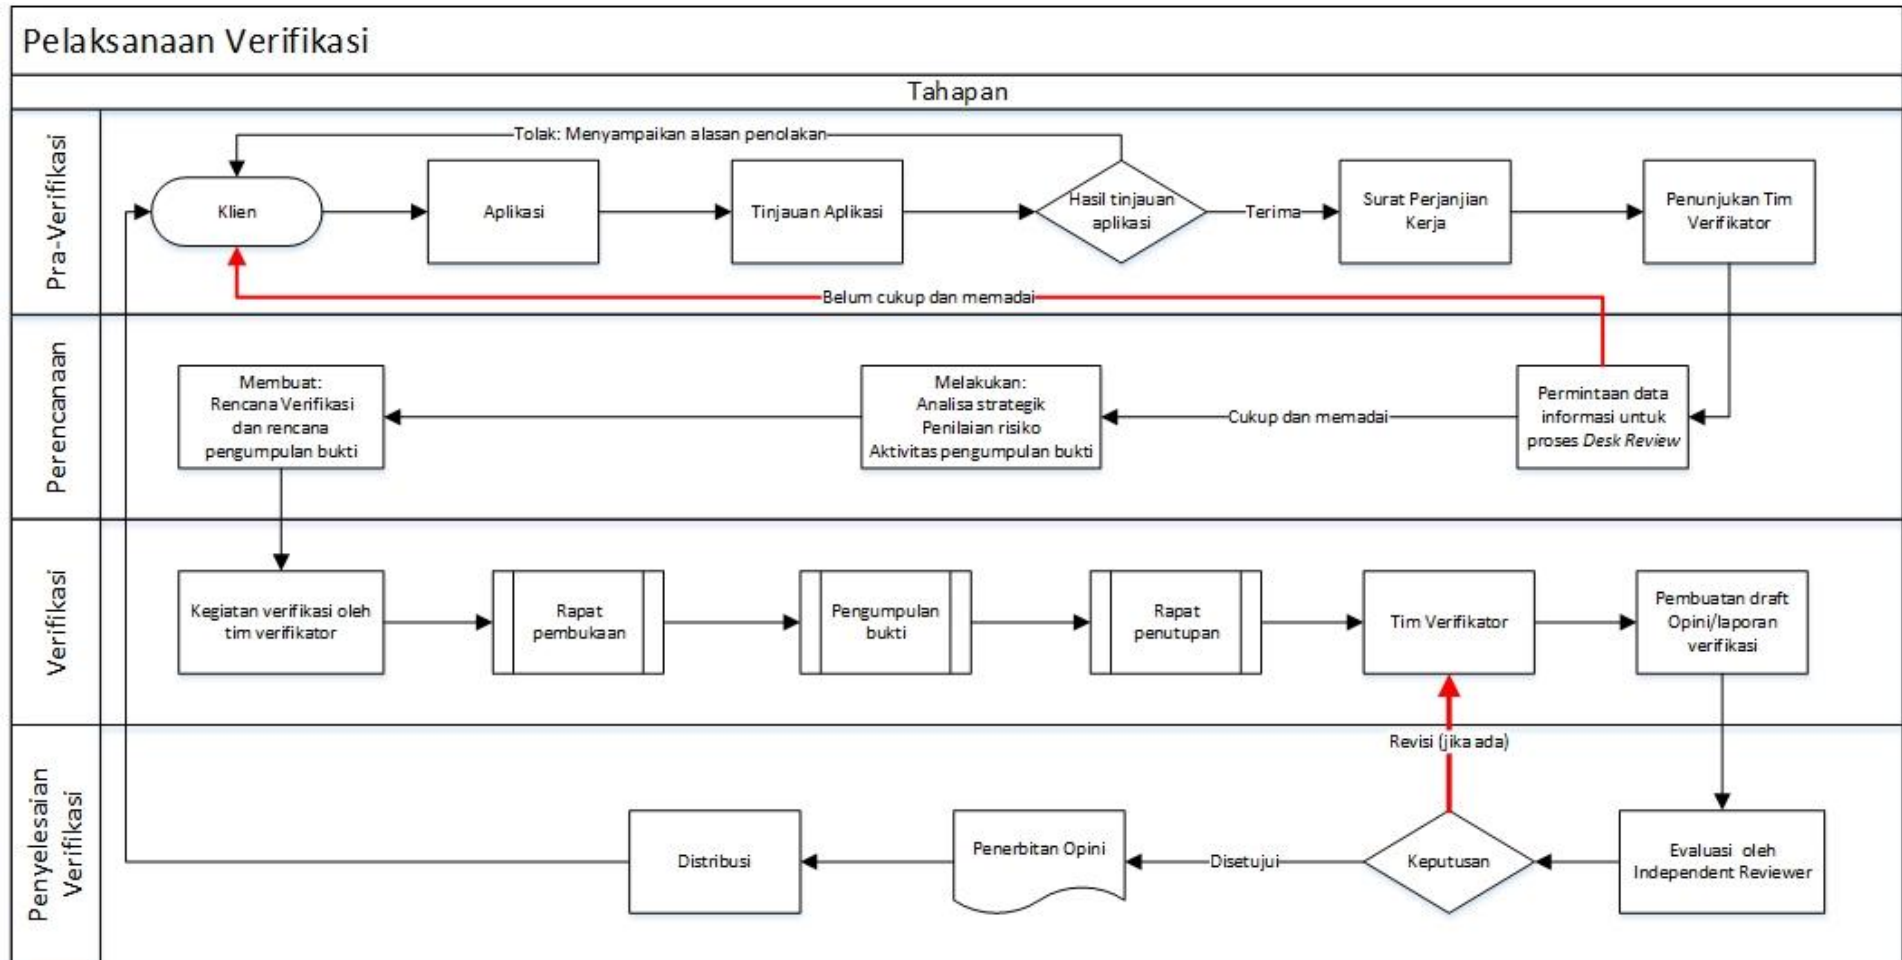 Pelaksanaan Verifikasi
Tahapan
Pra-Verifikasi
Tolak: Menyampaikan alasan penolakan
Klien
Aplikasi
Tinjauan Aplikasi
Hasil tinjauan
aplikasi
Terima
Surat Perjanjian
Kerja
Penunjukan Tim
Verifikator
Belum cukup dan memadai
Perencanaan
Membuat:
Rencana Verifikasi
dan rencana
pengumpulan bukti
Melakukan:
Analisa strategik
Penilaian risiko
Aktivitas pengumpulan bukti
Cukup dan memadai
Permintaan data
informasi untuk
proses Desk Review
Verifikasi
Kegiatan verifikasi oleh
tim verifikator
Rapat
pembukaan
Pengumpulan
bukti
Rapat
penutupan
Tim Verifikator
Pembuatan draft
Opini/laporan
verifikasi
Revisi (jika ada)
Penyelesaian
Verifikasi
Distribusi
Penerbitan Opini
Disetujui
Keputusan
Evaluasi oleh
Independent Reviewer